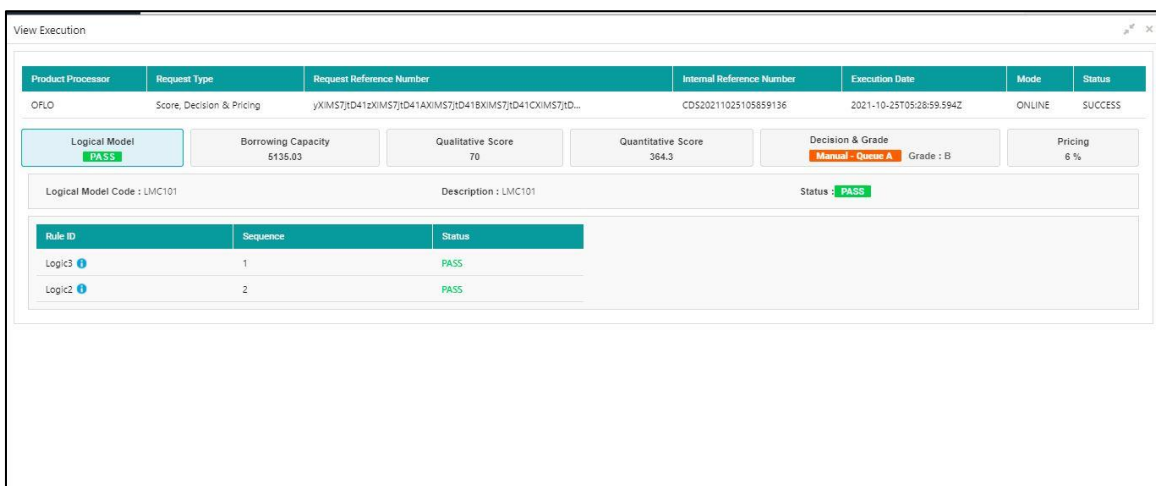 View Execution
Product Processor Request Type Request Reference Number Internal Reference Number Execution Date Mode Status
OFLO Score, Decision & Pricing yXIMS7jtD41zXIMS7jtD41AXIMS7jtD41BXIMS7jtD41CXIMS7jtD... CDS20211025105859136 2021-10-25T05:28:59.594Z ONLINE SUCCESS
Logical Model Borrowing Capacity Qualitative Score Quantitative Score Decision & Grade Pricing
PASS 5135.03 70 364.3 Manual - Queue A Grade : B 6 %
Logical Model Code : LMC101 Description : LMC101 Status : PASS
Rule ID Sequence Status
Logic3 1 PASS
Logic2 2 PASS